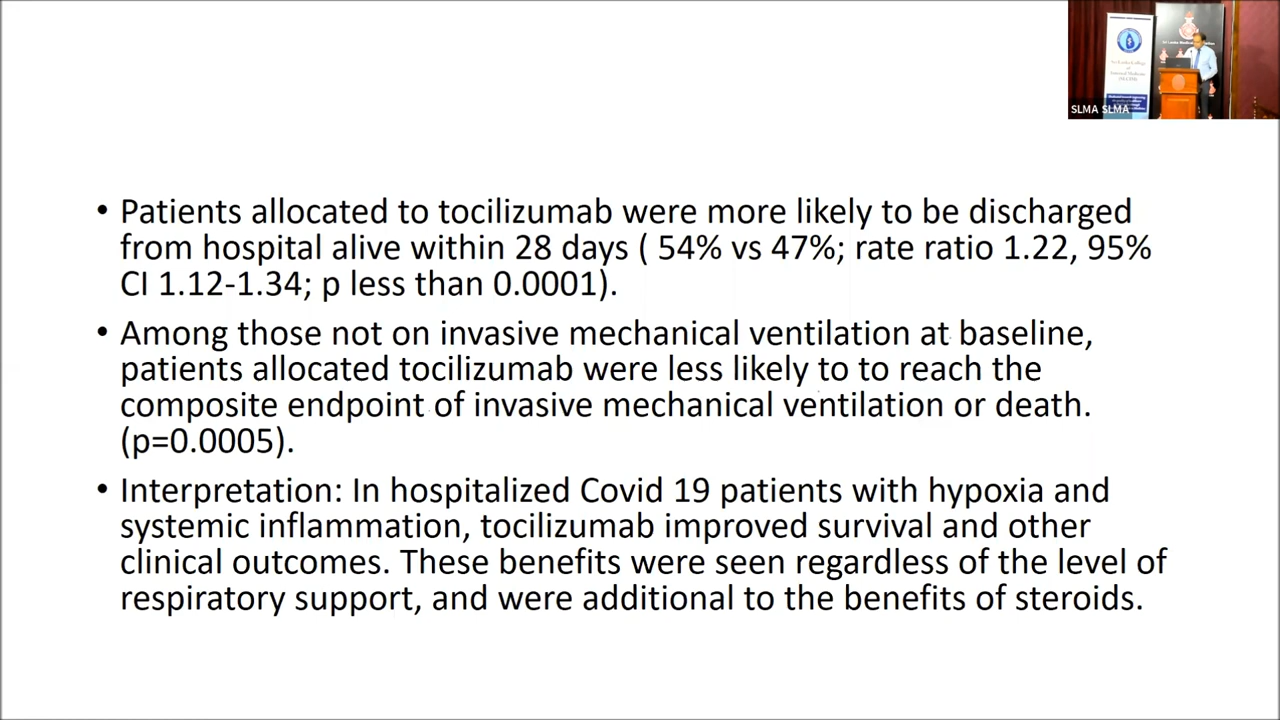 SLMA SLMA
• Patients allocated to tocilizumab were more likely to be discharged
from hospital alive within 28 days ( 54% vs 47%; rate ratio 1.22, 95%
CI 1.12-1.34; p less than 0.0001).
• Among those not on invasive mechanical ventilation at baseline,
patients allocated tocilizumab were less likely to to reach the
composite endpoint of invasive mechanical ventilation or death.
(p=0.0005).
• Interpretation: In hospitalized Covid 19 patients with hypoxia and
systemic inflammation, tocilizumab improved survival and other
clinical outcomes. These benefits were seen regardless of the level of
respiratory support, and were additional to the benefits of steroids.